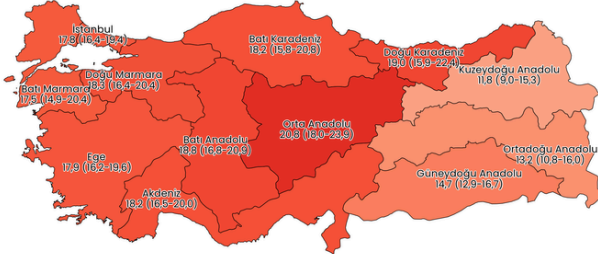 İstanbul
17,8 (16,4-19,4)
Batı Karadeniz
18,2 (15,8-20,8)
Doğu Karadeniz
19,0 (15,9-22,4)
Kuzeydoğu Anadolu
11,8 (9,0-15,3)
Doğu Marmara
18,3 (16,4-20,4)
Batı Marmara
17,5 (14,9-20,4)
Orta Anadolu
20,8 (18,0-23,9)
Batı Anadolu
18,8 (16,8-20,9)
Ortadoğu Anadolu
13,2 (10,8-16,0)
Ege
17,9 (16,2-19,6)
Güneydoğu Anadolu
14,7 (12,9-16,7)
Akdeniz
18,2 (16,5-20,0)